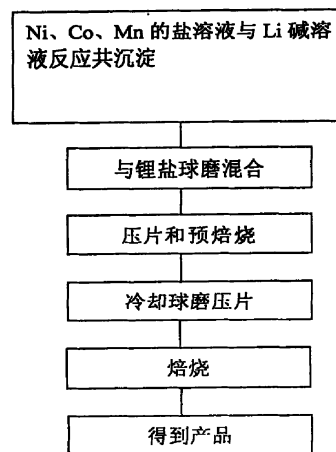 Ni、Co、Mn 的盐溶液与 Li 碱溶
液反应共沉淀
与锂盐球磨混合
压片和预焙烧
冷却球磨压片
焙烧
得到产品